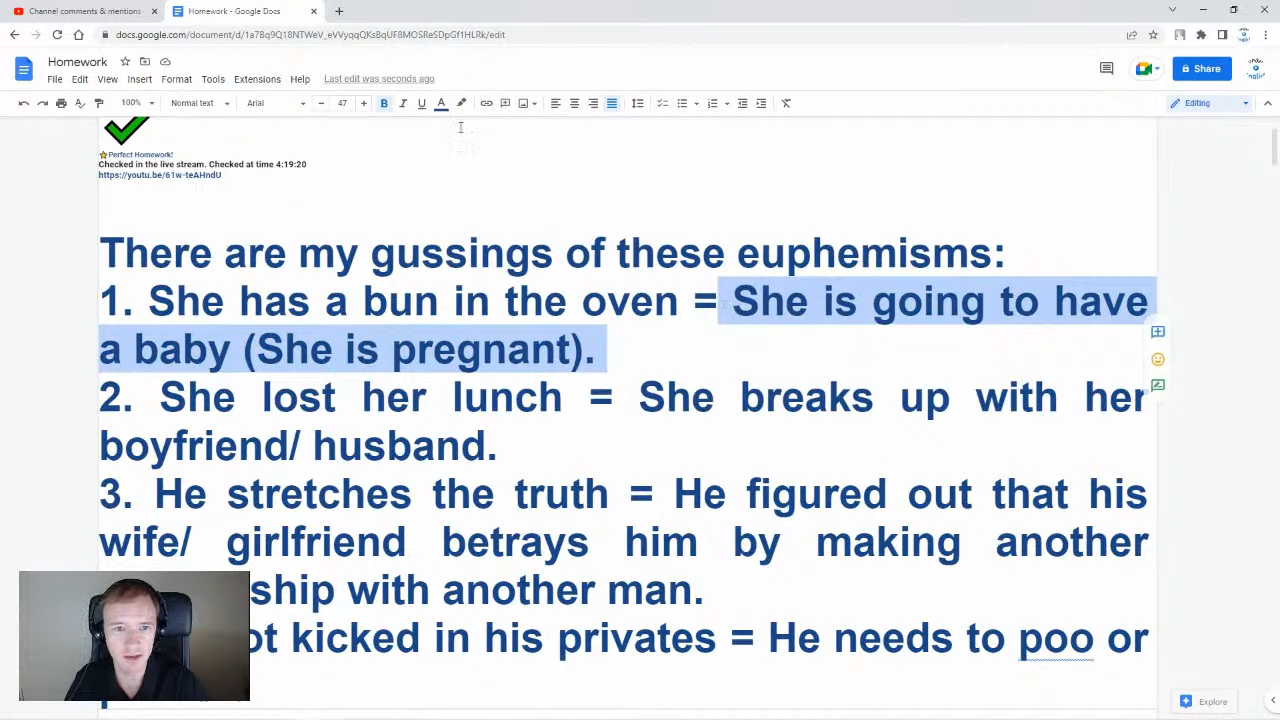 Channel comments & mentions
Homework - Google Docs
docs.google.com/document/d/1a7Bq9Q18NTWeV_eVVyqqQKsBqUF8MOSReSDpGf1HLRk/edit
Homework
File Edit View Insert Format Tools Extensions Help Last edit was seconds ago
Share
100% Normal text Arial 47 Editing
Perfect Homework!
Checked in the live stream. Checked at time 4:19:20
https://youtu.be/61w-teAHndU
There are my gussings of these euphemisms:
1. She has a bun in the oven = She is going to have
a baby (She is pregnant).
2. She lost her lunch = She breaks up with her
boyfriend/ husband.
3. He stretches the truth = He figured out that his
wife/ girlfriend betrays him by making another
ship with another man.
ot kicked in his privates = He needs to poo or
Explore